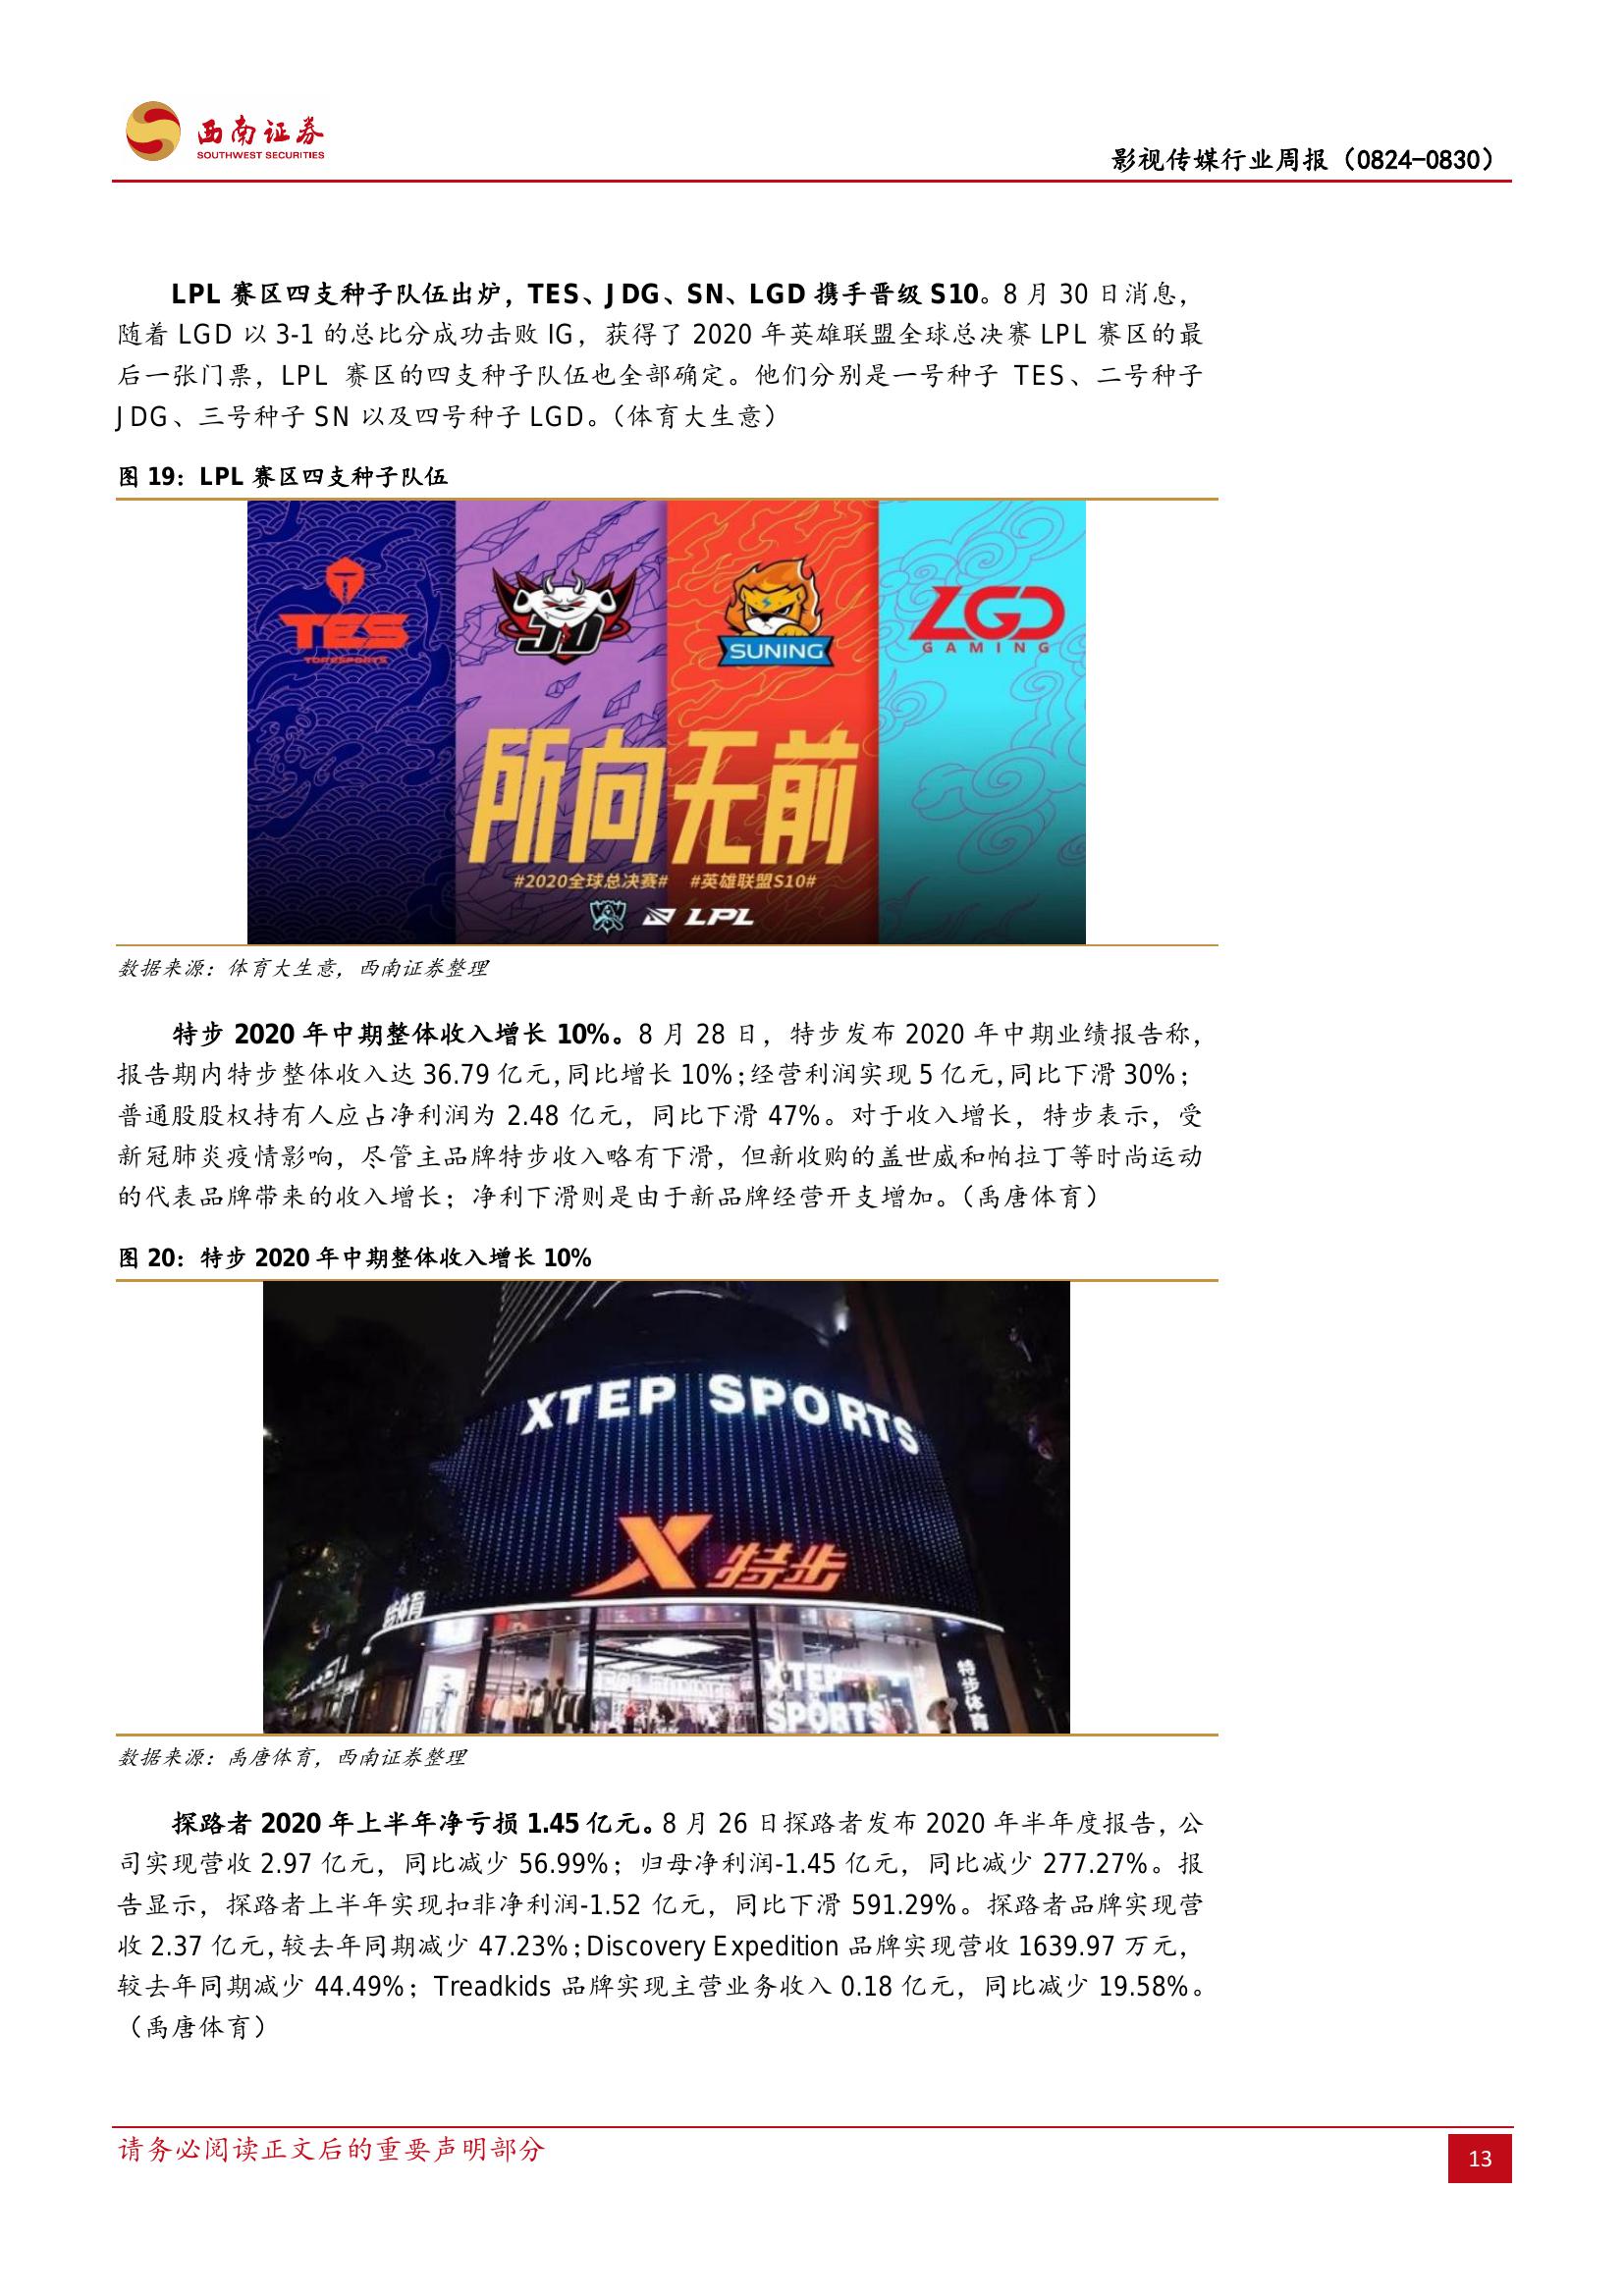 西南证券
SOUTHWEST SECURITIES
影视传媒行业周报（0824-0830）
LPL 赛区四支种子队伍出炉，TES、JDG、SN、LGD 携手晋级 S10。8 月 30 日消息，
随着 LGD 以 3-1 的总比分成功击败 IG，获得了 2020 年英雄联盟全球总决赛 LPL 赛区的最
后一张门票，LPL 赛区的四支种子队伍也全部确定。他们分别是一号种子 TES、二号种子
JDG、三号种子 SN 以及四号种子 LGD。（体育大生意）
图 19：LPL 赛区四支种子队伍
TES
TOPESPORTS
JD
SUNING
LGD
GAMING
所向无前
#2020全球总决赛# #英雄联盟S10#
LPL
数据来源：体育大生意，西南证券整理
特步 2020 年中期整体收入增长 10%。8 月 28 日，特步发布 2020 年中期业绩报告称，
报告期内特步整体收入达 36.79 亿元，同比增长 10%；经营利润实现 5 亿元，同比下滑 30%；
普通股股权持有人应占净利润为 2.48 亿元，同比下滑 47%。对于收入增长，特步表示，受
新冠肺炎疫情影响，尽管主品牌特步收入略有下滑，但新收购的盖世威和帕拉丁等时尚运动
的代表品牌带来的收入增长；净利下滑则是由于新品牌经营开支增加。（禹唐体育）
图 20：特步 2020 年中期整体收入增长 10%
XTEP SPORTS
X 特步
体育
XTEP
SPORTS
特步体育
数据来源：禹唐体育，西南证券整理
探路者 2020 年上半年净亏损 1.45 亿元。8 月 26 日探路者发布 2020 年半年度报告，公
司实现营收 2.97 亿元，同比减少 56.99%；归母净利润-1.45 亿元，同比减少 277.27%。报
告显示，探路者上半年实现扣非净利润-1.52 亿元，同比下滑 591.29%。探路者品牌实现营
收 2.37 亿元，较去年同期减少 47.23%；Discovery Expedition 品牌实现营收 1639.97 万元，
较去年同期减少 44.49%；Treadkids 品牌实现主营业务收入 0.18 亿元，同比减少 19.58%。
（禹唐体育）
请务必阅读正文后的重要声明部分
13